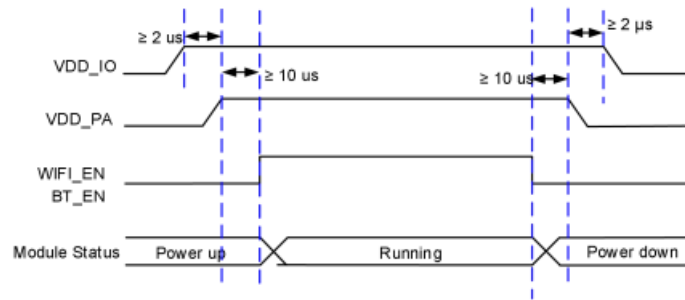 ≥ 2 us
≥ 2 µs
VDD_IO
≥ 10 us
≥ 10 us
VDD_PA
WIFI_EN
BT_EN
Module Status
Power up
Running
Power down